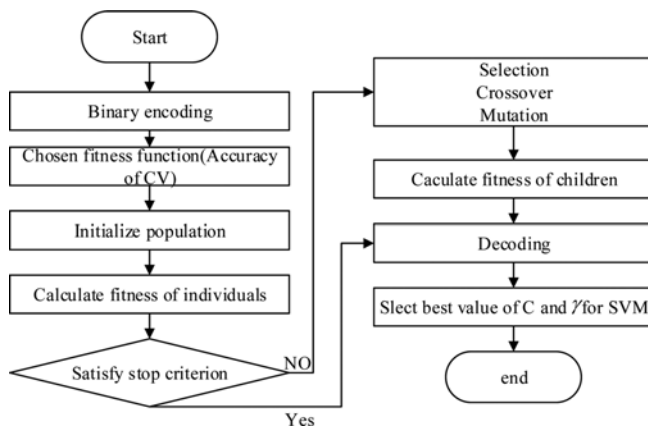 Start
Binary encoding
Chosen fitness function(Accuracy
of CV)
Initialize population
Calculate fitness of individuals
Satisfy stop criterion
NO
Yes
Selection
Crossover
Mutation
Caculate fitness of children
Decoding
Slect best value of C and γ for SVM
end